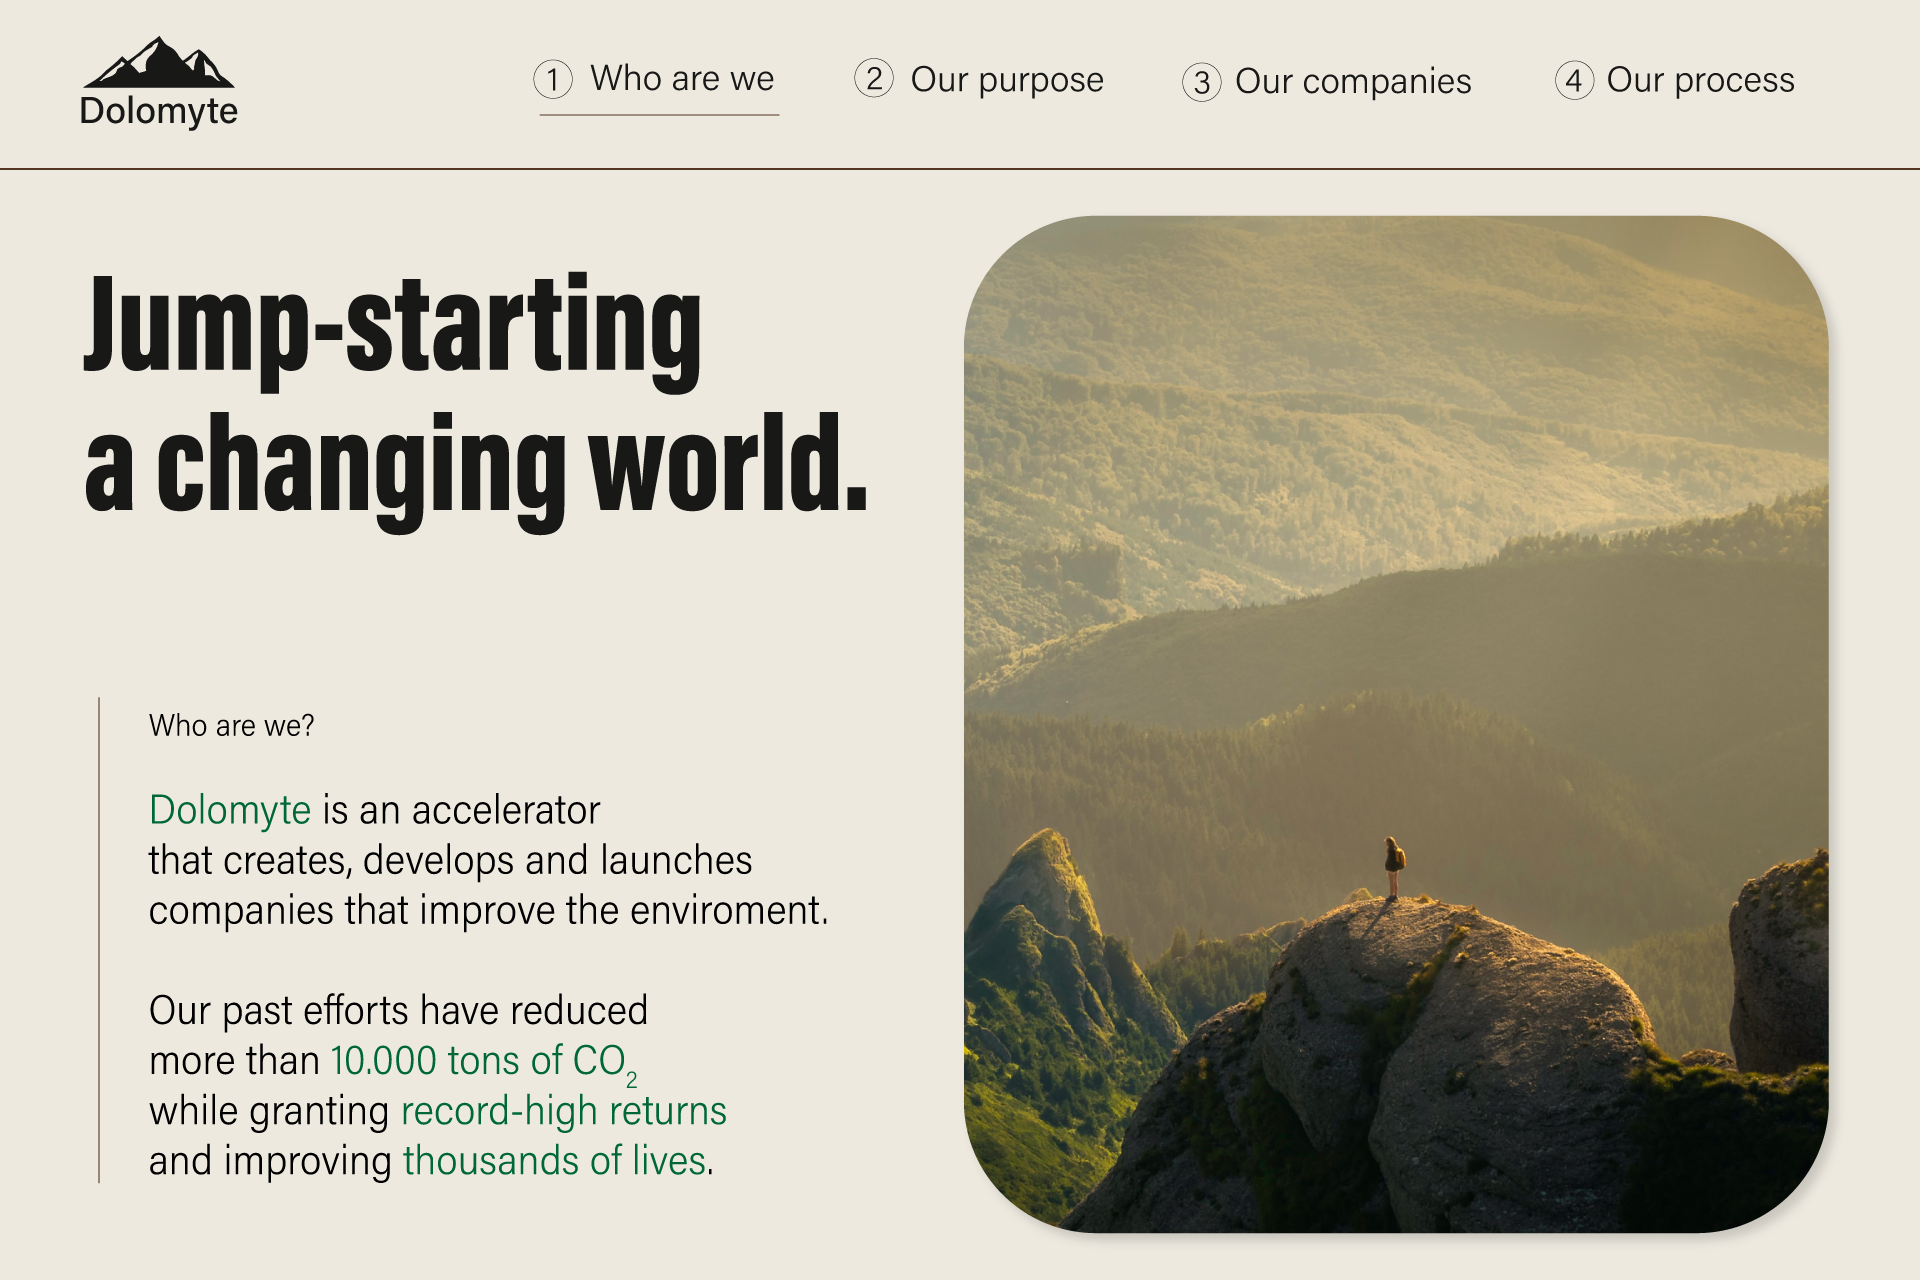 Dolomyte
1 Who are we
2 Our purpose
3 Our companies
4 Our process
Jump-starting
a changing world.
Who are we?
Dolomyte is an accelerator
that creates, develops and launches
companies that improve the enviroment.
Our past efforts have reduced
more than 10.000 tons of CO₂
while granting record-high returns
and improving thousands of lives.